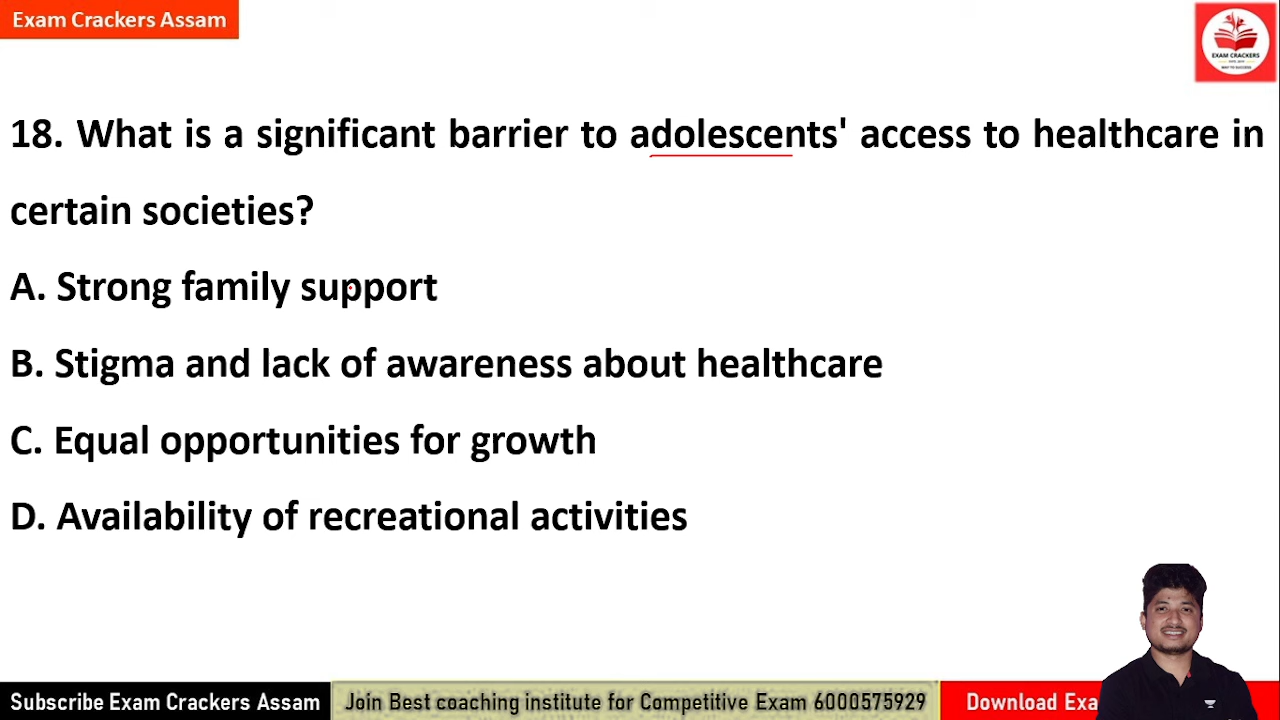 Exam Crackers Assam
EXAM CRACKERS
18. What is a significant barrier to adolescents' access to healthcare in
certain societies?
A. Strong family support
B. Stigma and lack of awareness about healthcare
C. Equal opportunities for growth
D. Availability of recreational activities
Subscribe Exam Crackers Assam
Join Best coaching institute for Competitive Exam 6000575929
Download Exa